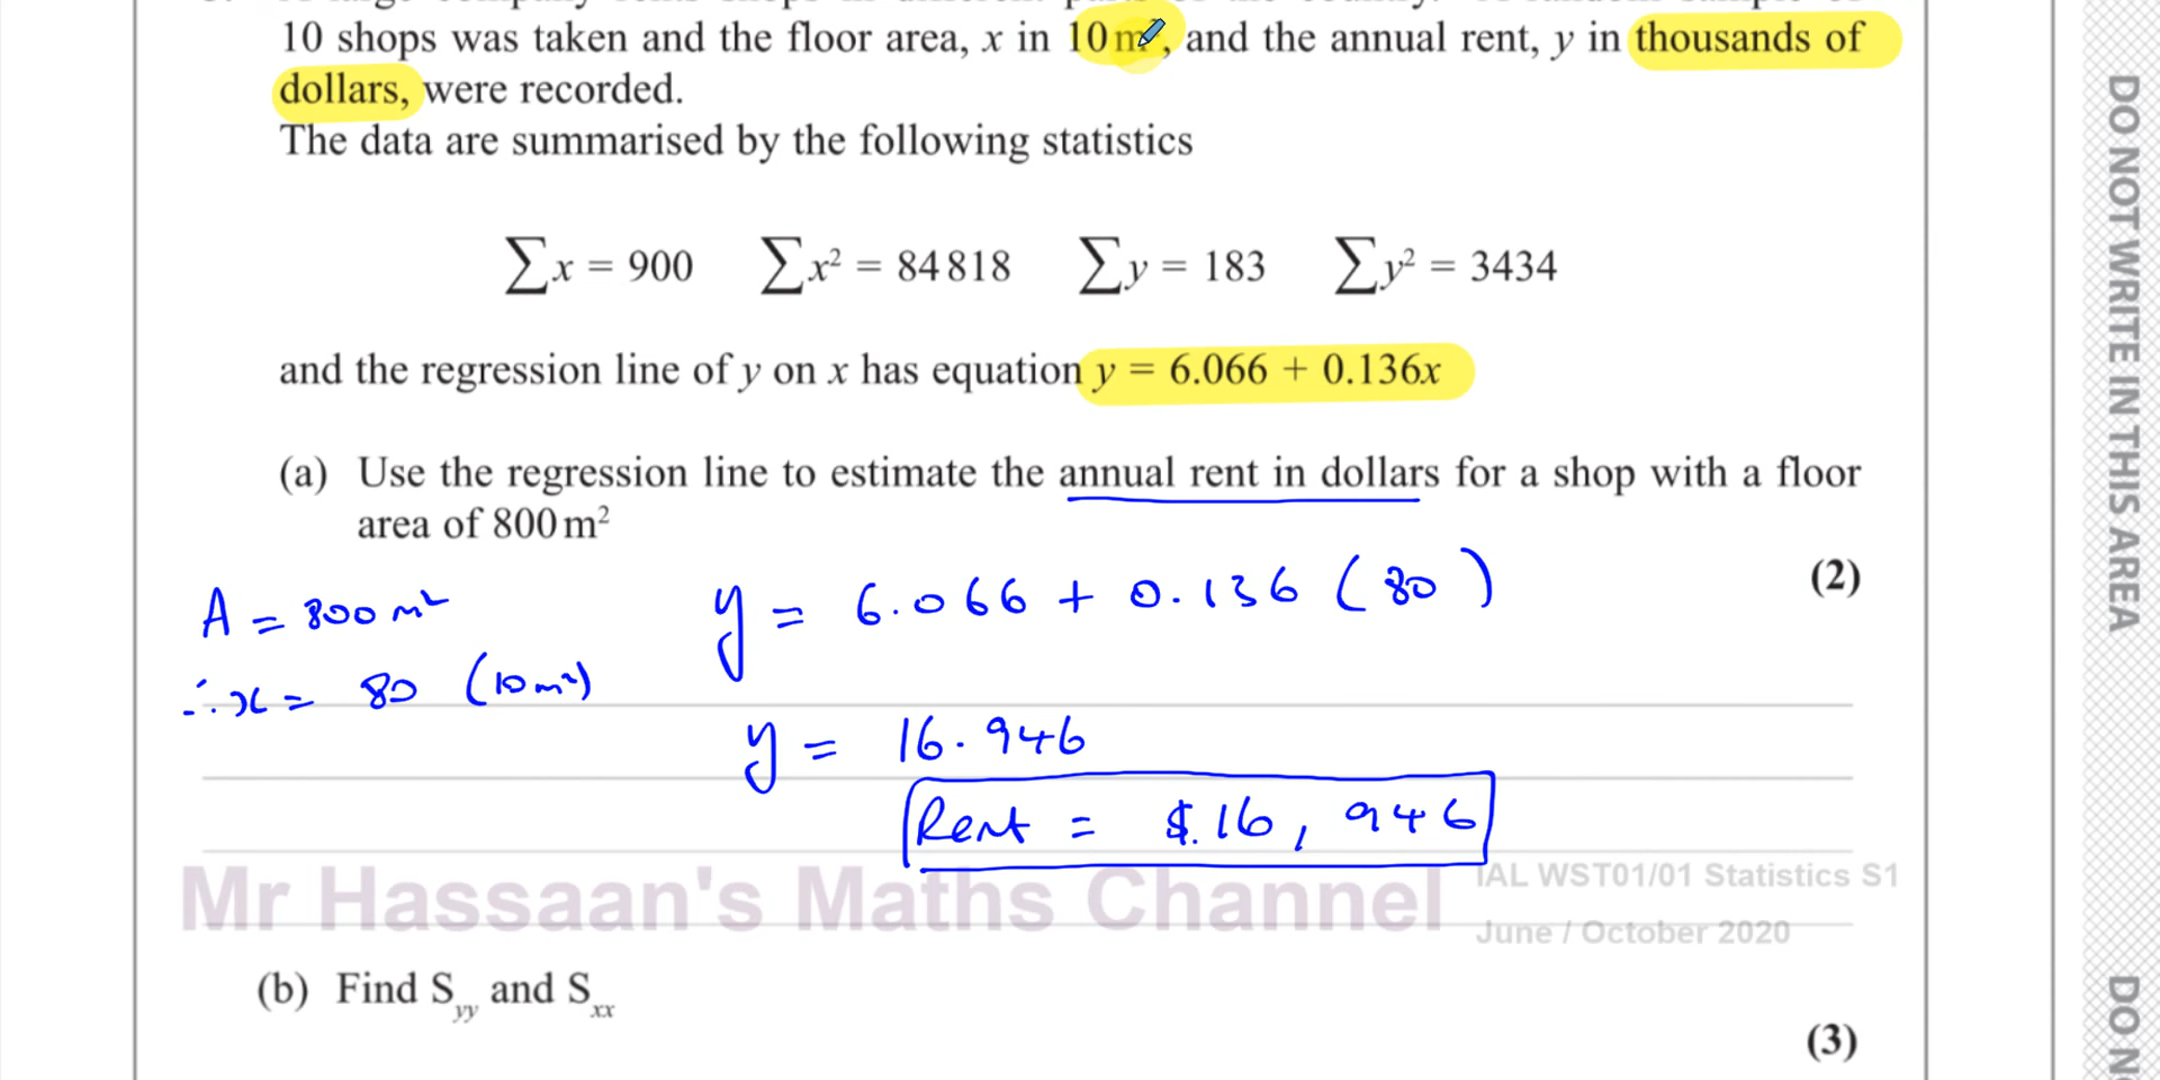 10 shops was taken and the floor area, x in 10 m, and the annual rent, y in thousands of
dollars, were recorded.
The data are summarised by the following statistics
∑x = 900 ∑x² = 84 818 ∑y = 183 ∑y² = 3434
and the regression line of y on x has equation y = 6.066 + 0.136x
(a) Use the regression line to estimate the annual rent in dollars for a shop with a floor
area of 800 m²
(2)
A = 800 m²
∴ x = 80 (10 m²)
y = 6.066 + 0.136 (80)
y = 16.946
Rent = $.16,946
Mr Hassaan's Maths Channel
IAL WST01/01 Statistics S1
June / October 2020
(b) Find Syy and Sxx
(3)
DO NOT WRITE IN THIS AREA
DO N